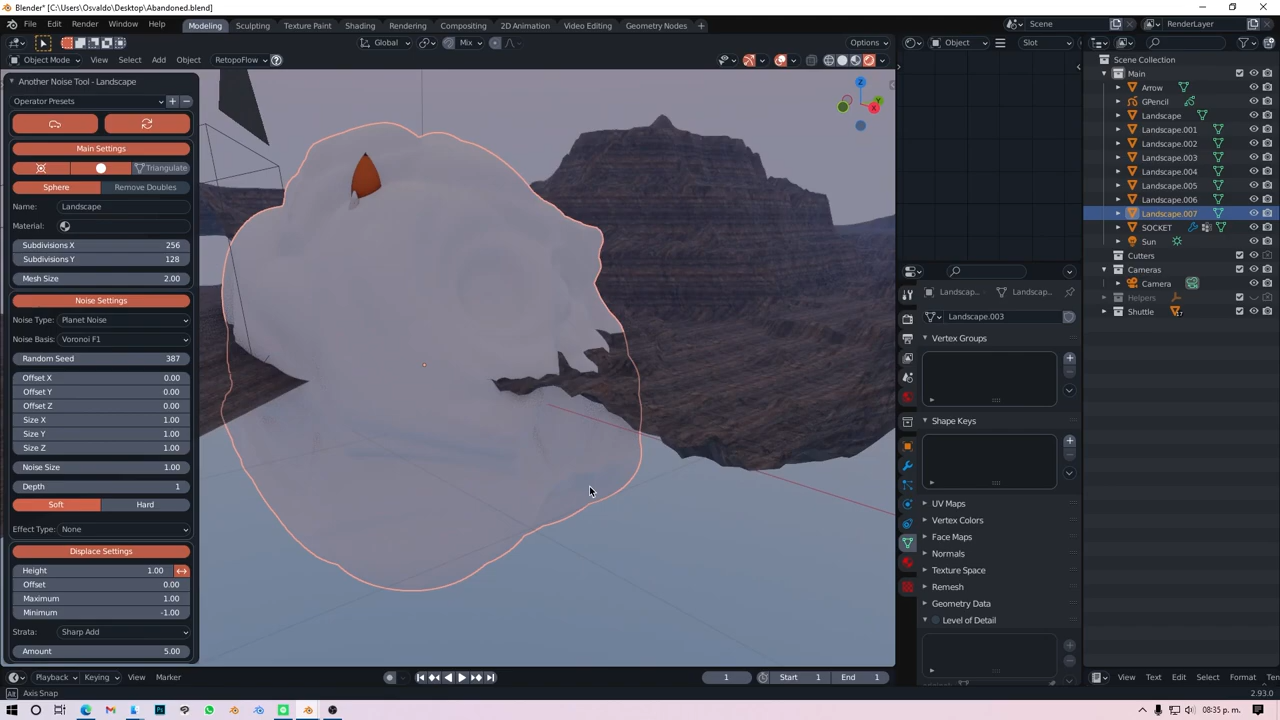 Blender* [C:\Users\Osvaldo\Desktop\Abandoned.blend]
File Edit Render Window Help Modeling Sculpting Texture Paint Shading Rendering Compositing 2D Animation Video Editing Geometry Nodes + Scene RenderLayer
Global Mix Options Object Slot
Object Mode View Select Add Object RetopoFlow
Another Noise Tool - Landscape
Operator Presets
Main Settings
Triangulate
Sphere Remove Doubles
Name: Landscape
Material:
Subdivisions X 256
Subdivisions Y 128
Mesh Size 2.00
Noise Settings
Noise Type: Planet Noise
Noise Basis: Voronoi F1
Random Seed 387
Offset X 0.00
Offset Y 0.00
Offset Z 0.00
Size X 1.00
Size Y 1.00
Size Z 1.00
Noise Size 1.00
Depth 1
Soft Hard
Effect Type: None
Displace Settings
Height 1.00
Offset 0.00
Maximum 1.00
Minimum -1.00
Strata: Sharp Add
Amount 5.00
Z
X
Y
Landscap... Landscap...
Landscape.003
Vertex Groups
Shape Keys
UV Maps
Vertex Colors
Face Maps
Normals
Texture Space
Remesh
Geometry Data
Level of Detail
Scene Collection
Main
Arrow
GPencil
Landscape
Landscape.001
Landscape.002
Landscape.003
Landscape.004
Landscape.005
Landscape.006
Landscape.007
SOCKET
Sun
Cutters
Cameras
Camera
Helpers
Shuttle
Playback Keying View Marker 1 Start 1 End 1 View Text Edit Select Format Ten
Axis Snap 2.93.0
08:35 p. m.